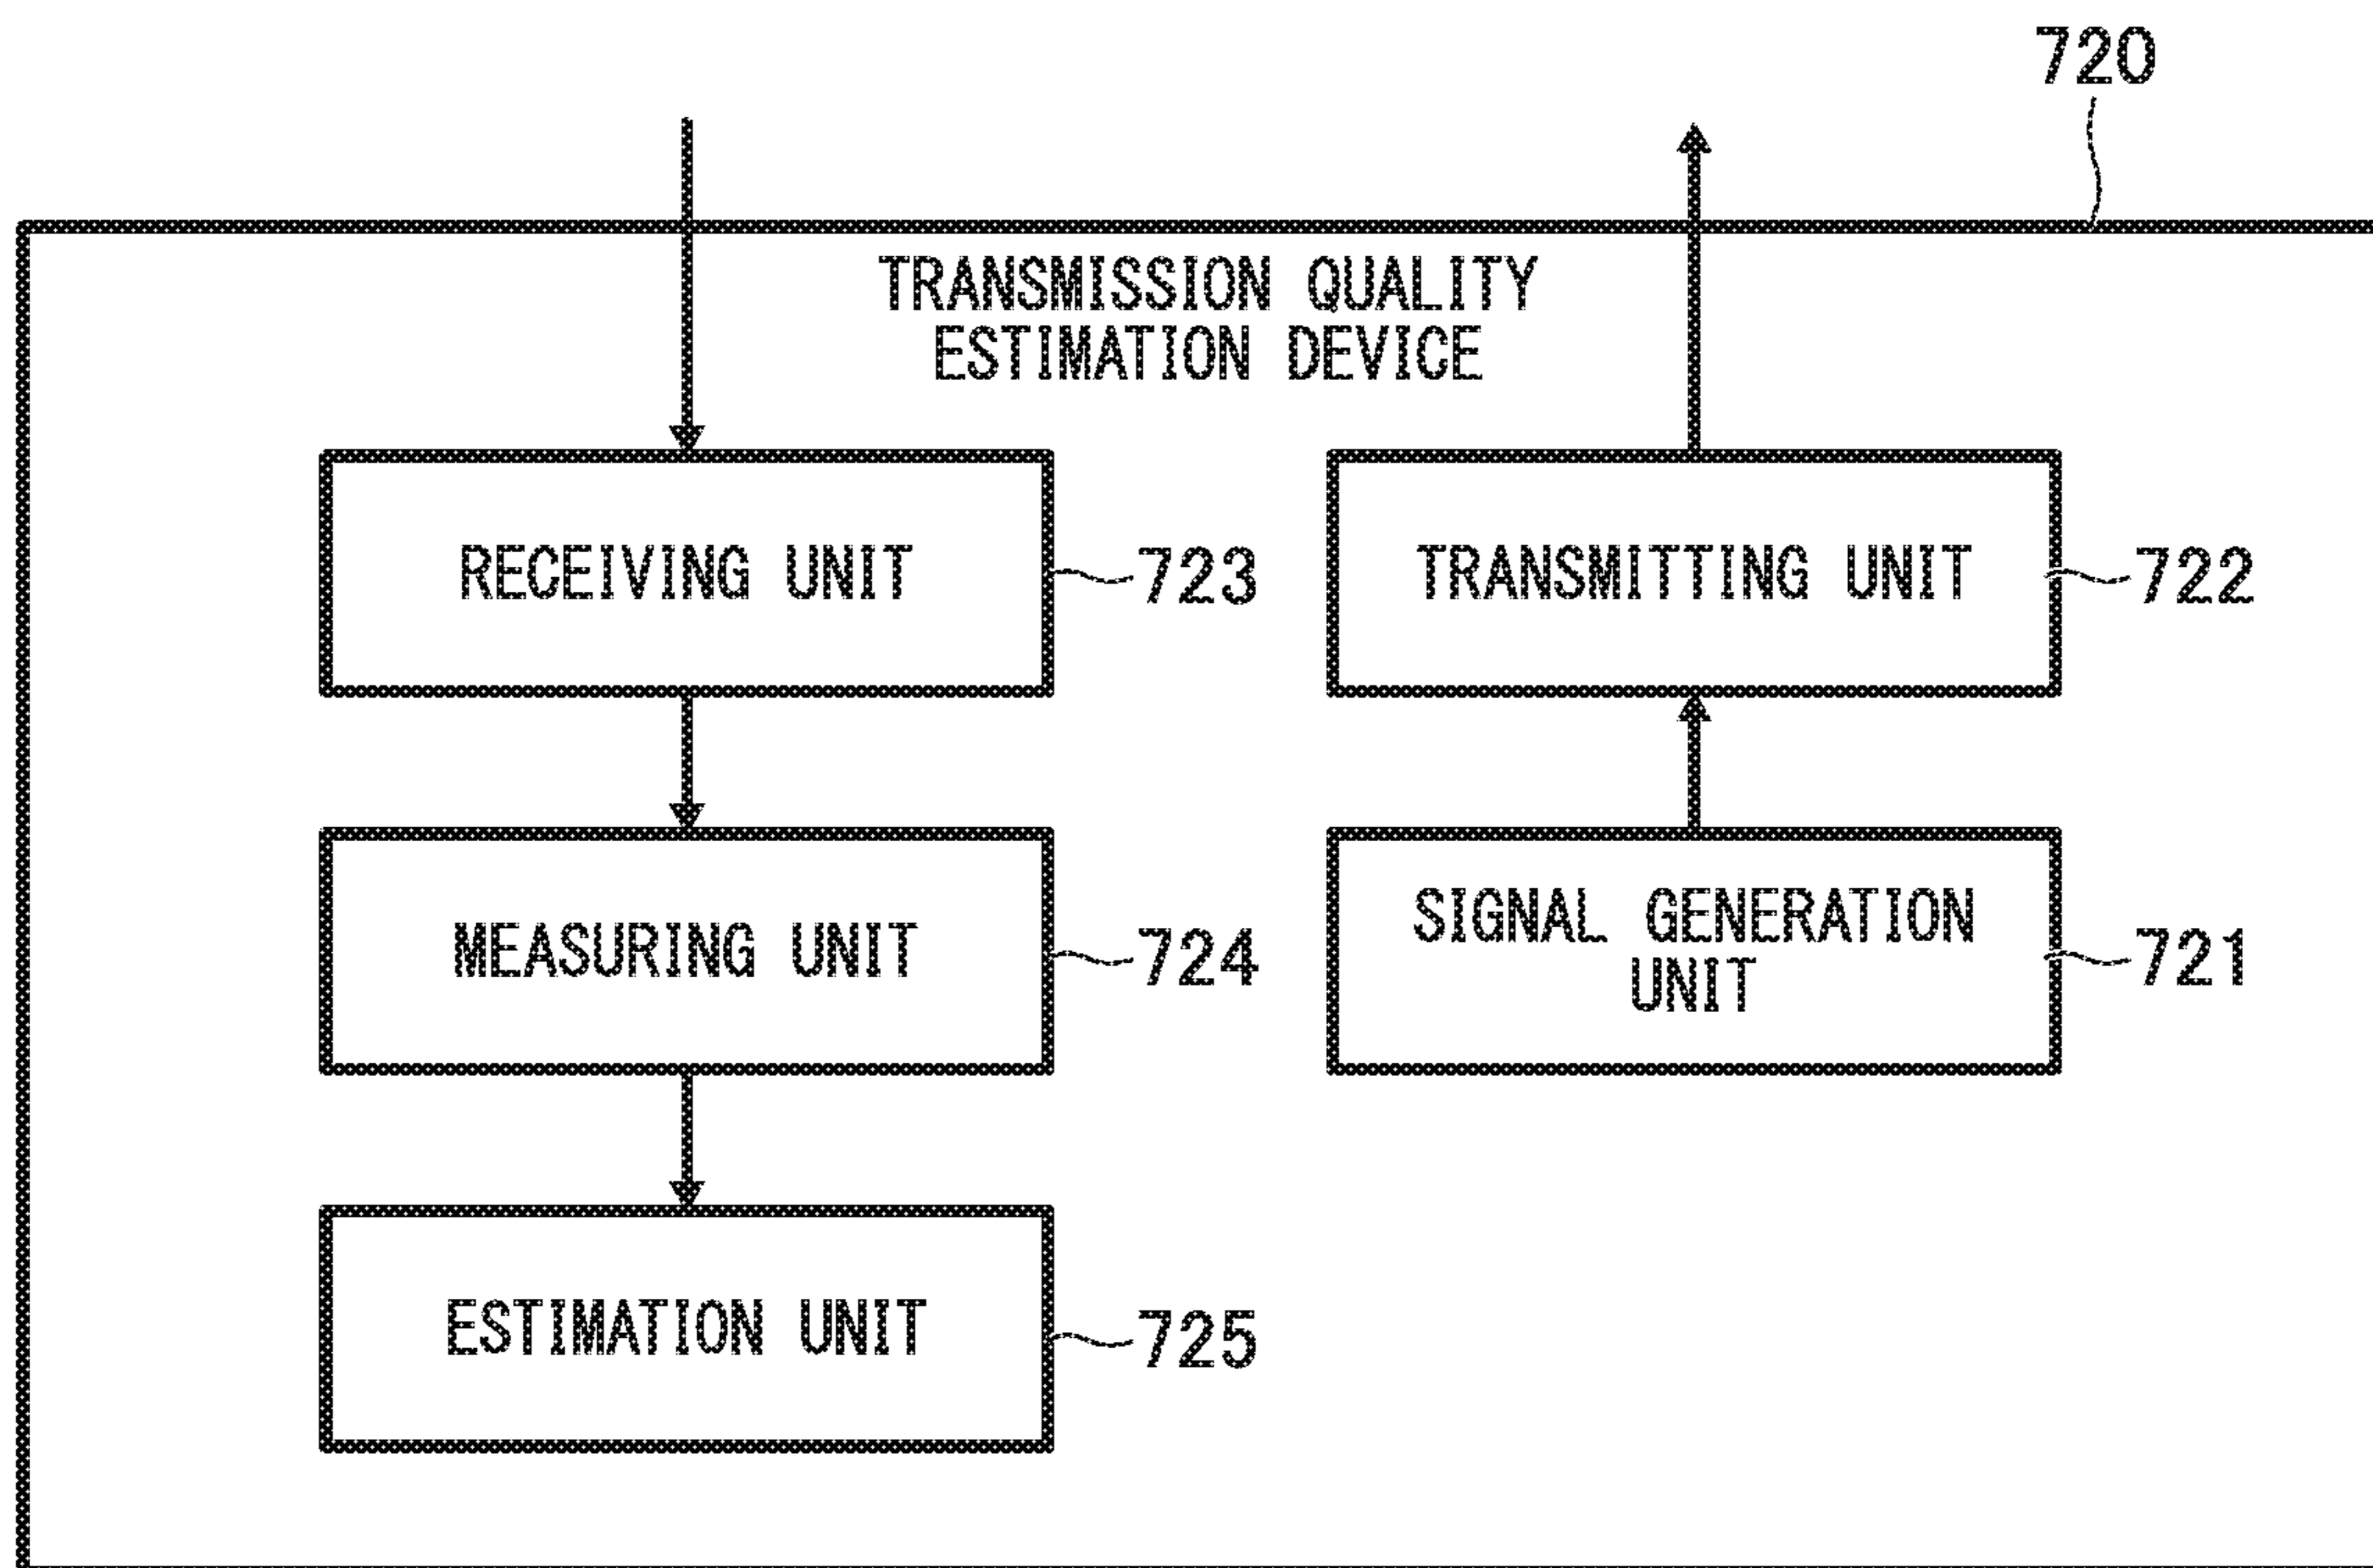 720
TRANSMISSION QUALITY
ESTIMATION DEVICE
RECEIVING UNIT
723
TRANSMITTING UNIT
722
MEASURING UNIT
724
SIGNAL GENERATION
UNIT
721
ESTIMATION UNIT
725